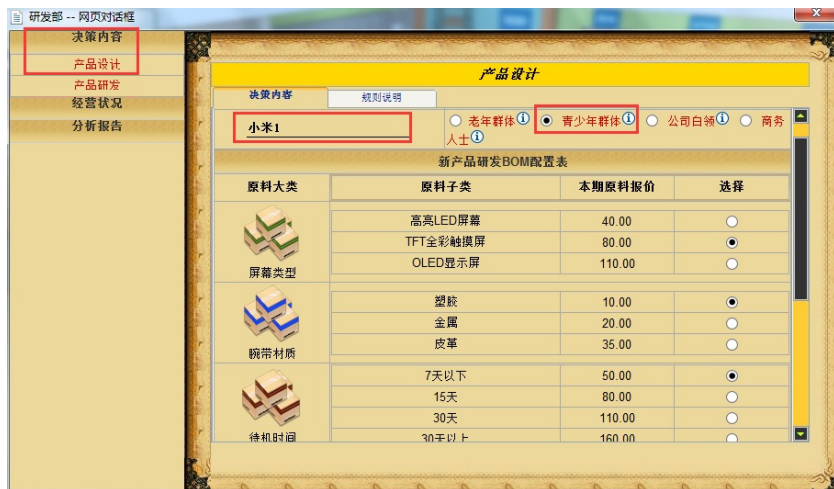 研发部 -- 网页对话框
决策内容
产品设计
产品研发
经营状况
分析报告
产品设计
决策内容
规则说明
小米1
老年群体 青少年群体 公司白领 商务
人士
新产品研发BOM配置表
原料大类 原料子类 本期原料报价 选择
高亮LED屏幕 40.00
TFT全彩触摸屏 80.00
OLED显示屏 110.00
屏幕类型
塑胶 10.00
金属 20.00
皮革 35.00
腕带材质
7天以下 50.00
15天 80.00
30天 110.00
待机时间
30天以上 160.00